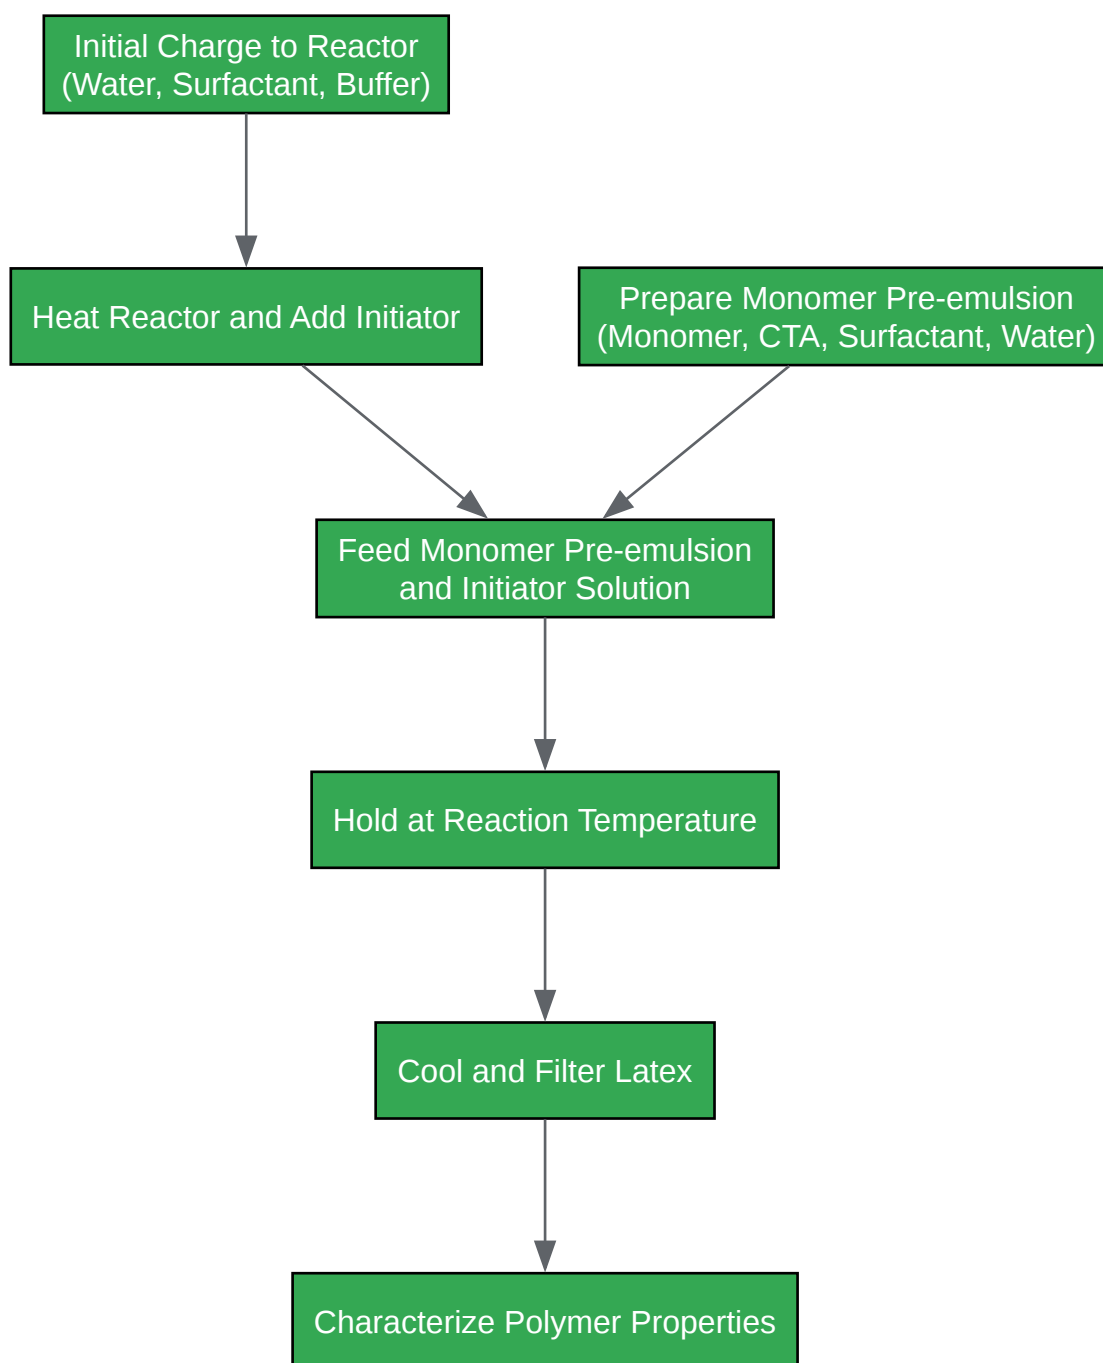 Initial Charge to Reactor
(Water, Surfactant, Buffer)
Heat Reactor and Add Initiator
Prepare Monomer Pre-emulsion
(Monomer, CTA, Surfactant, Water)
Feed Monomer Pre-emulsion
and Initiator Solution
Hold at Reaction Temperature
Cool and Filter Latex
Characterize Polymer Properties